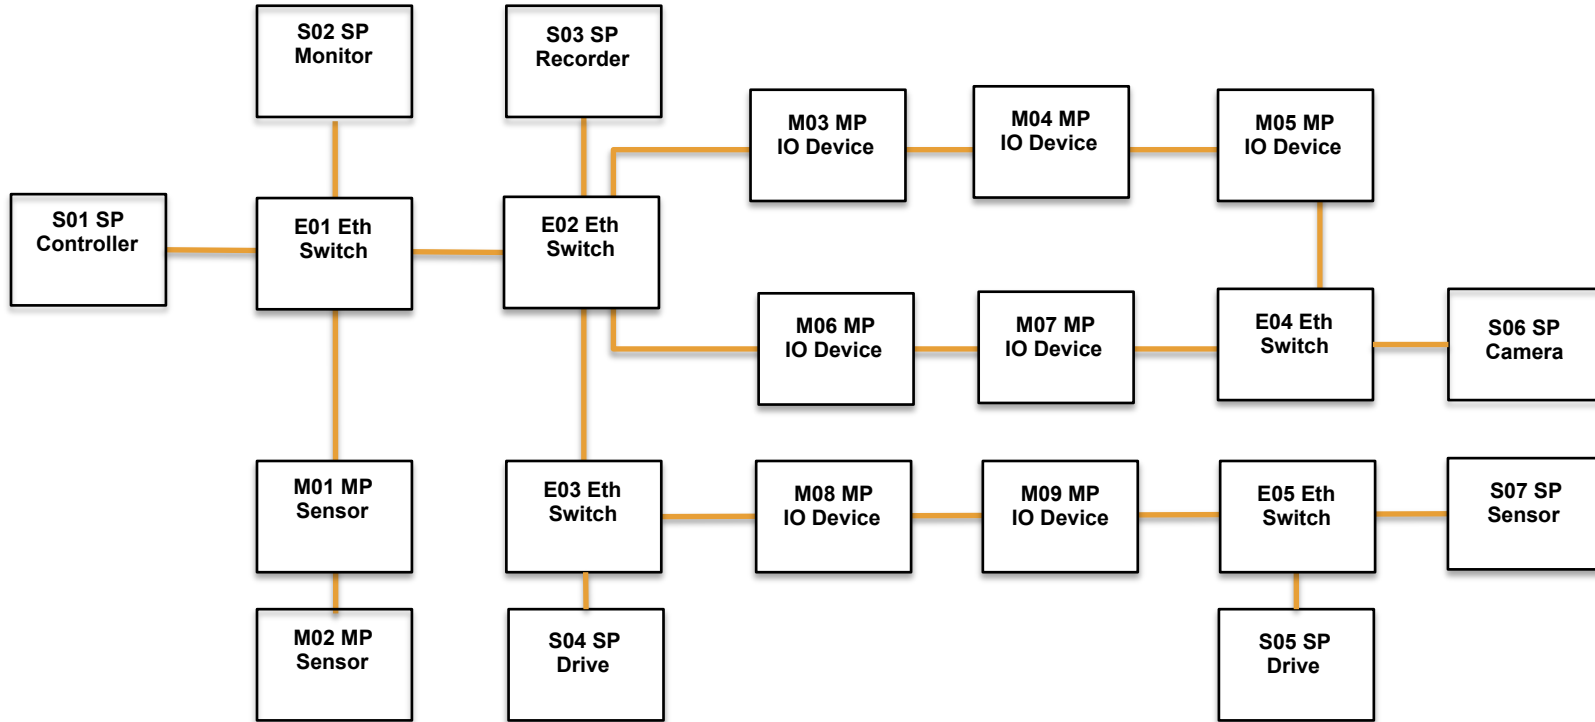 S02 SP
Monitor
S03 SP
Recorder
M03 MP
IO Device
M04 MP
IO Device
M05 MP
IO Device
S01 SP
Controller
E01 Eth
Switch
E02 Eth
Switch
M06 MP
IO Device
M07 MP
IO Device
E04 Eth
Switch
S06 SP
Camera
M01 MP
Sensor
E03 Eth
Switch
M08 MP
IO Device
M09 MP
IO Device
E05 Eth
Switch
S07 SP
Sensor
M02 MP
Sensor
S04 SP
Drive
S05 SP
Drive